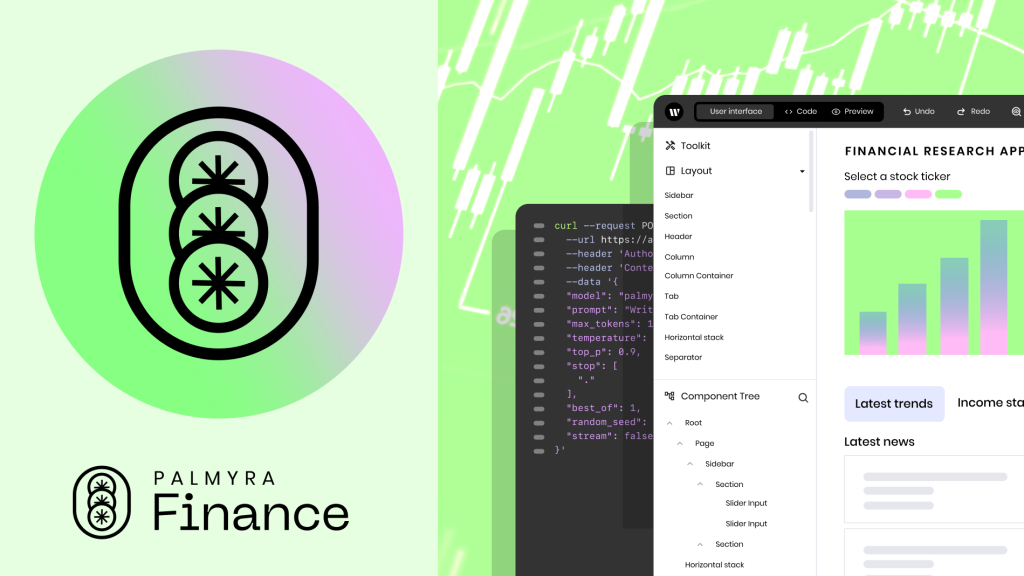 PALMYRA
Finance
curl --request PO
--url https://a
--header 'Autho
--header 'Conte
--data '{
"model": "palmy
"prompt": "Writ
"max_tokens": 1
"temperature":
"top_p": 0.9,
"stop": [
"."
],
"best_of": 1,
"random_seed":
"stream": false
}'
User interface
<> Code
Preview
Undo
Redo
Toolkit
Layout
Sidebar
Section
Header
Column
Column Container
Tab
Tab Container
Horizontal stack
Separator
Component Tree
Root
Page
Sidebar
Section
Slider Input
Slider Input
Section
Horizontal stack
FINANCIAL RESEARCH APP
Select a stock ticker
Latest trends
Income sta
Latest news